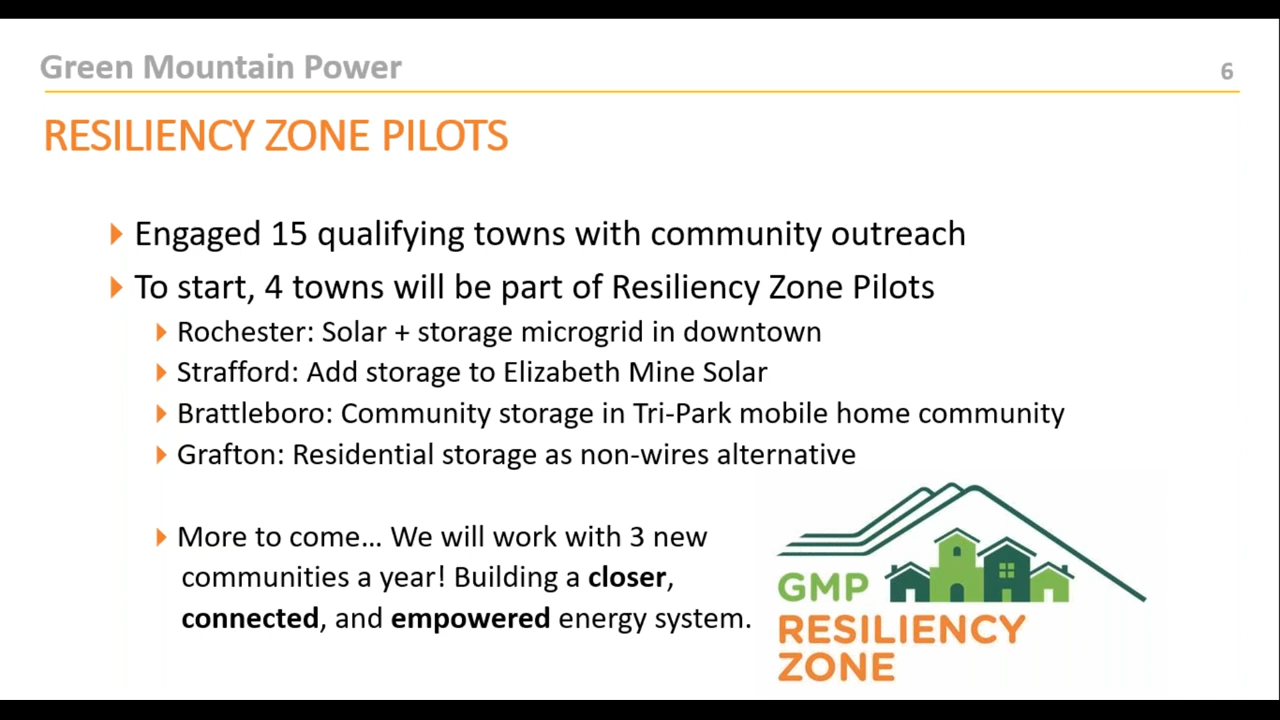 Green Mountain Power
6
RESILIENCY ZONE PILOTS
Engaged 15 qualifying towns with community outreach
To start, 4 towns will be part of Resiliency Zone Pilots
Rochester: Solar + storage microgrid in downtown
Strafford: Add storage to Elizabeth Mine Solar
Brattleboro: Community storage in Tri-Park mobile home community
Grafton: Residential storage as non-wires alternative
More to come... We will work with 3 new
communities a year! Building a closer,
connected, and empowered energy system.
GMP
RESILIENCY
ZONE